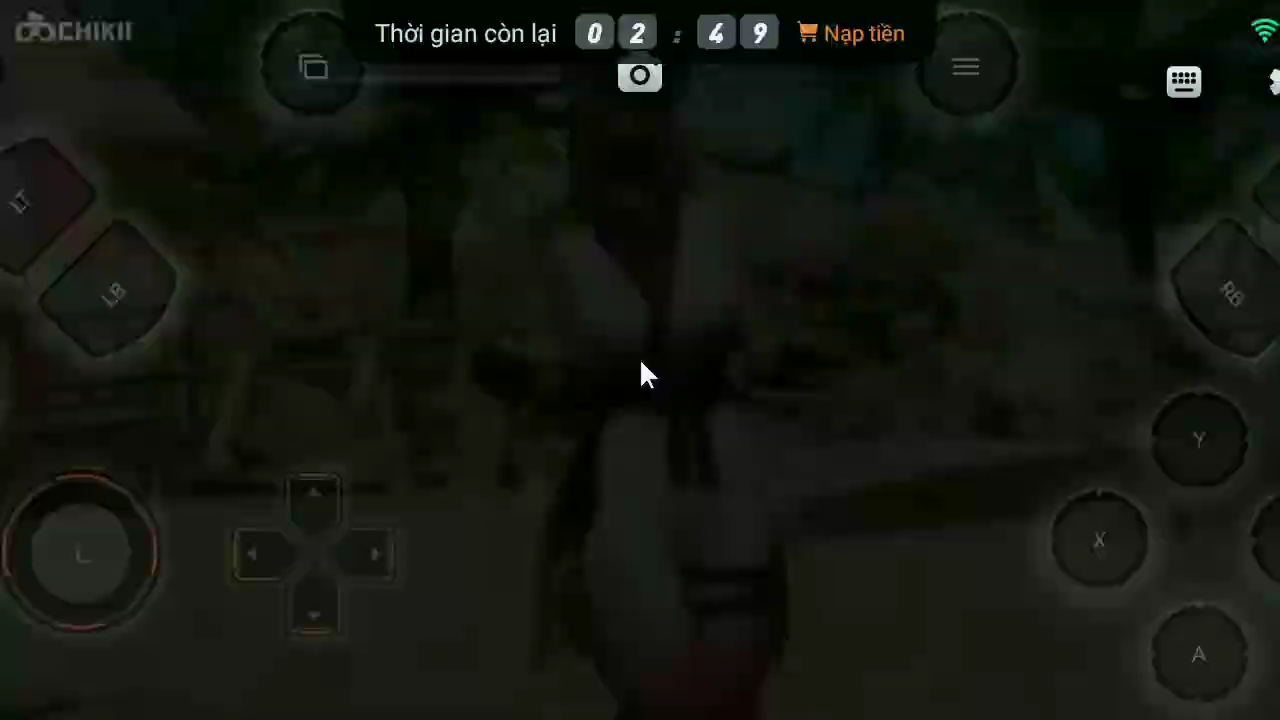 CHIKII
Thời gian còn lại 02 : 49 Nạp tiền
LT
LB
RB
Y
L
X
A